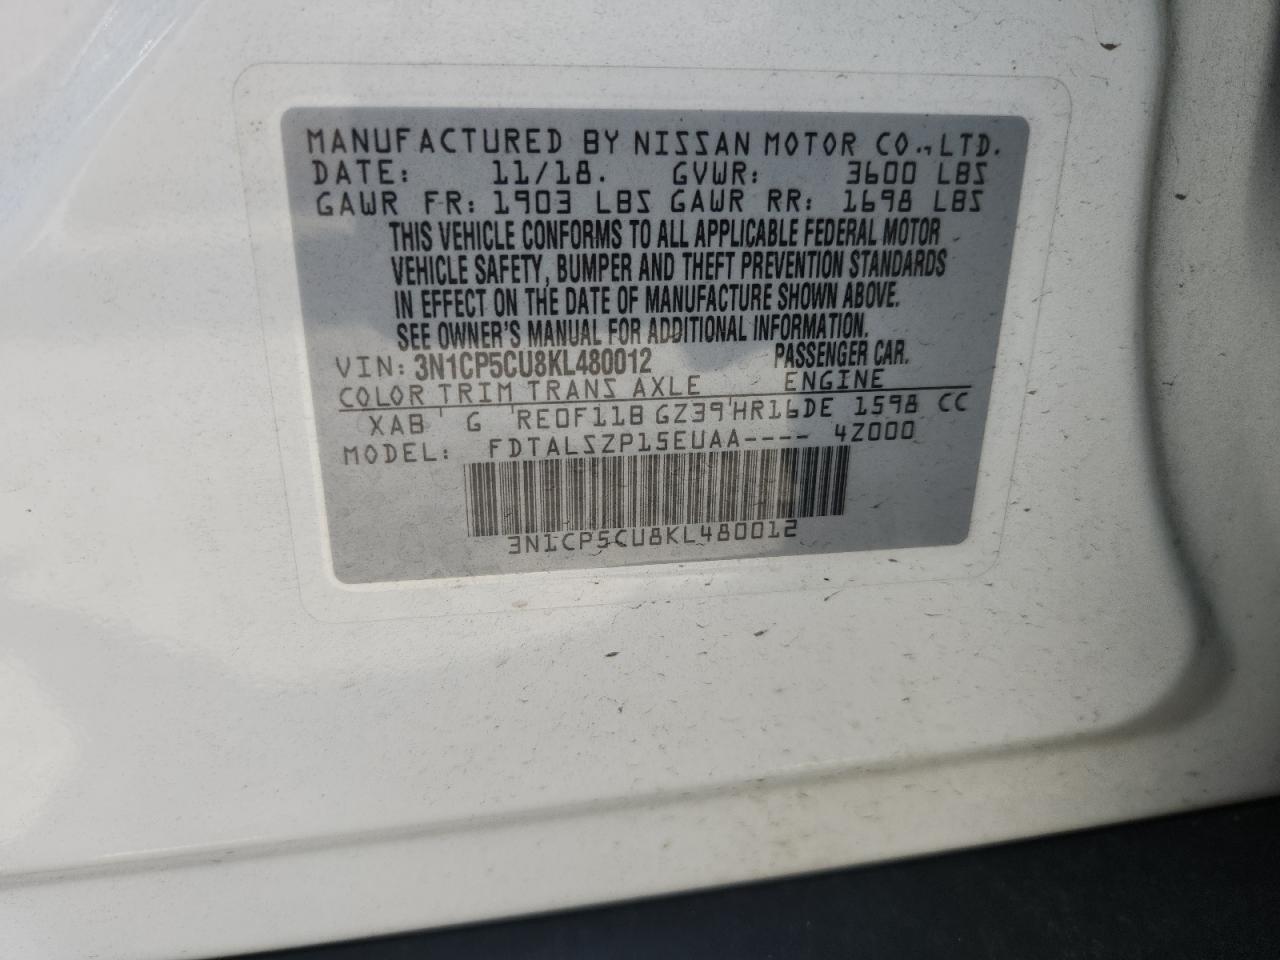 MANUFACTURED BY NISSAN MOTOR CO., LTD.
DATE: 11/18. GVWR: 3600 LBS
GAWR FR: 1903 LBS GAWR RR: 1698 LBS
THIS VEHICLE CONFORMS TO ALL APPLICABLE FEDERAL MOTOR
VEHICLE SAFETY, BUMPER AND THEFT PREVENTION STANDARDS
IN EFFECT ON THE DATE OF MANUFACTURE SHOWN ABOVE.
SEE OWNER'S MANUAL FOR ADDITIONAL INFORMATION.
VIN: 3N1CP5CU8KL480012 PASSENGER CAR.
COLOR TRIM TRANS AXLE ENGINE
XAB' G 'RE0F11B GZ39'HR16DE 1598 CC
MODEL: FDTALSZP15EUAA---- 4Z000
3N1CP5CU8KL480012